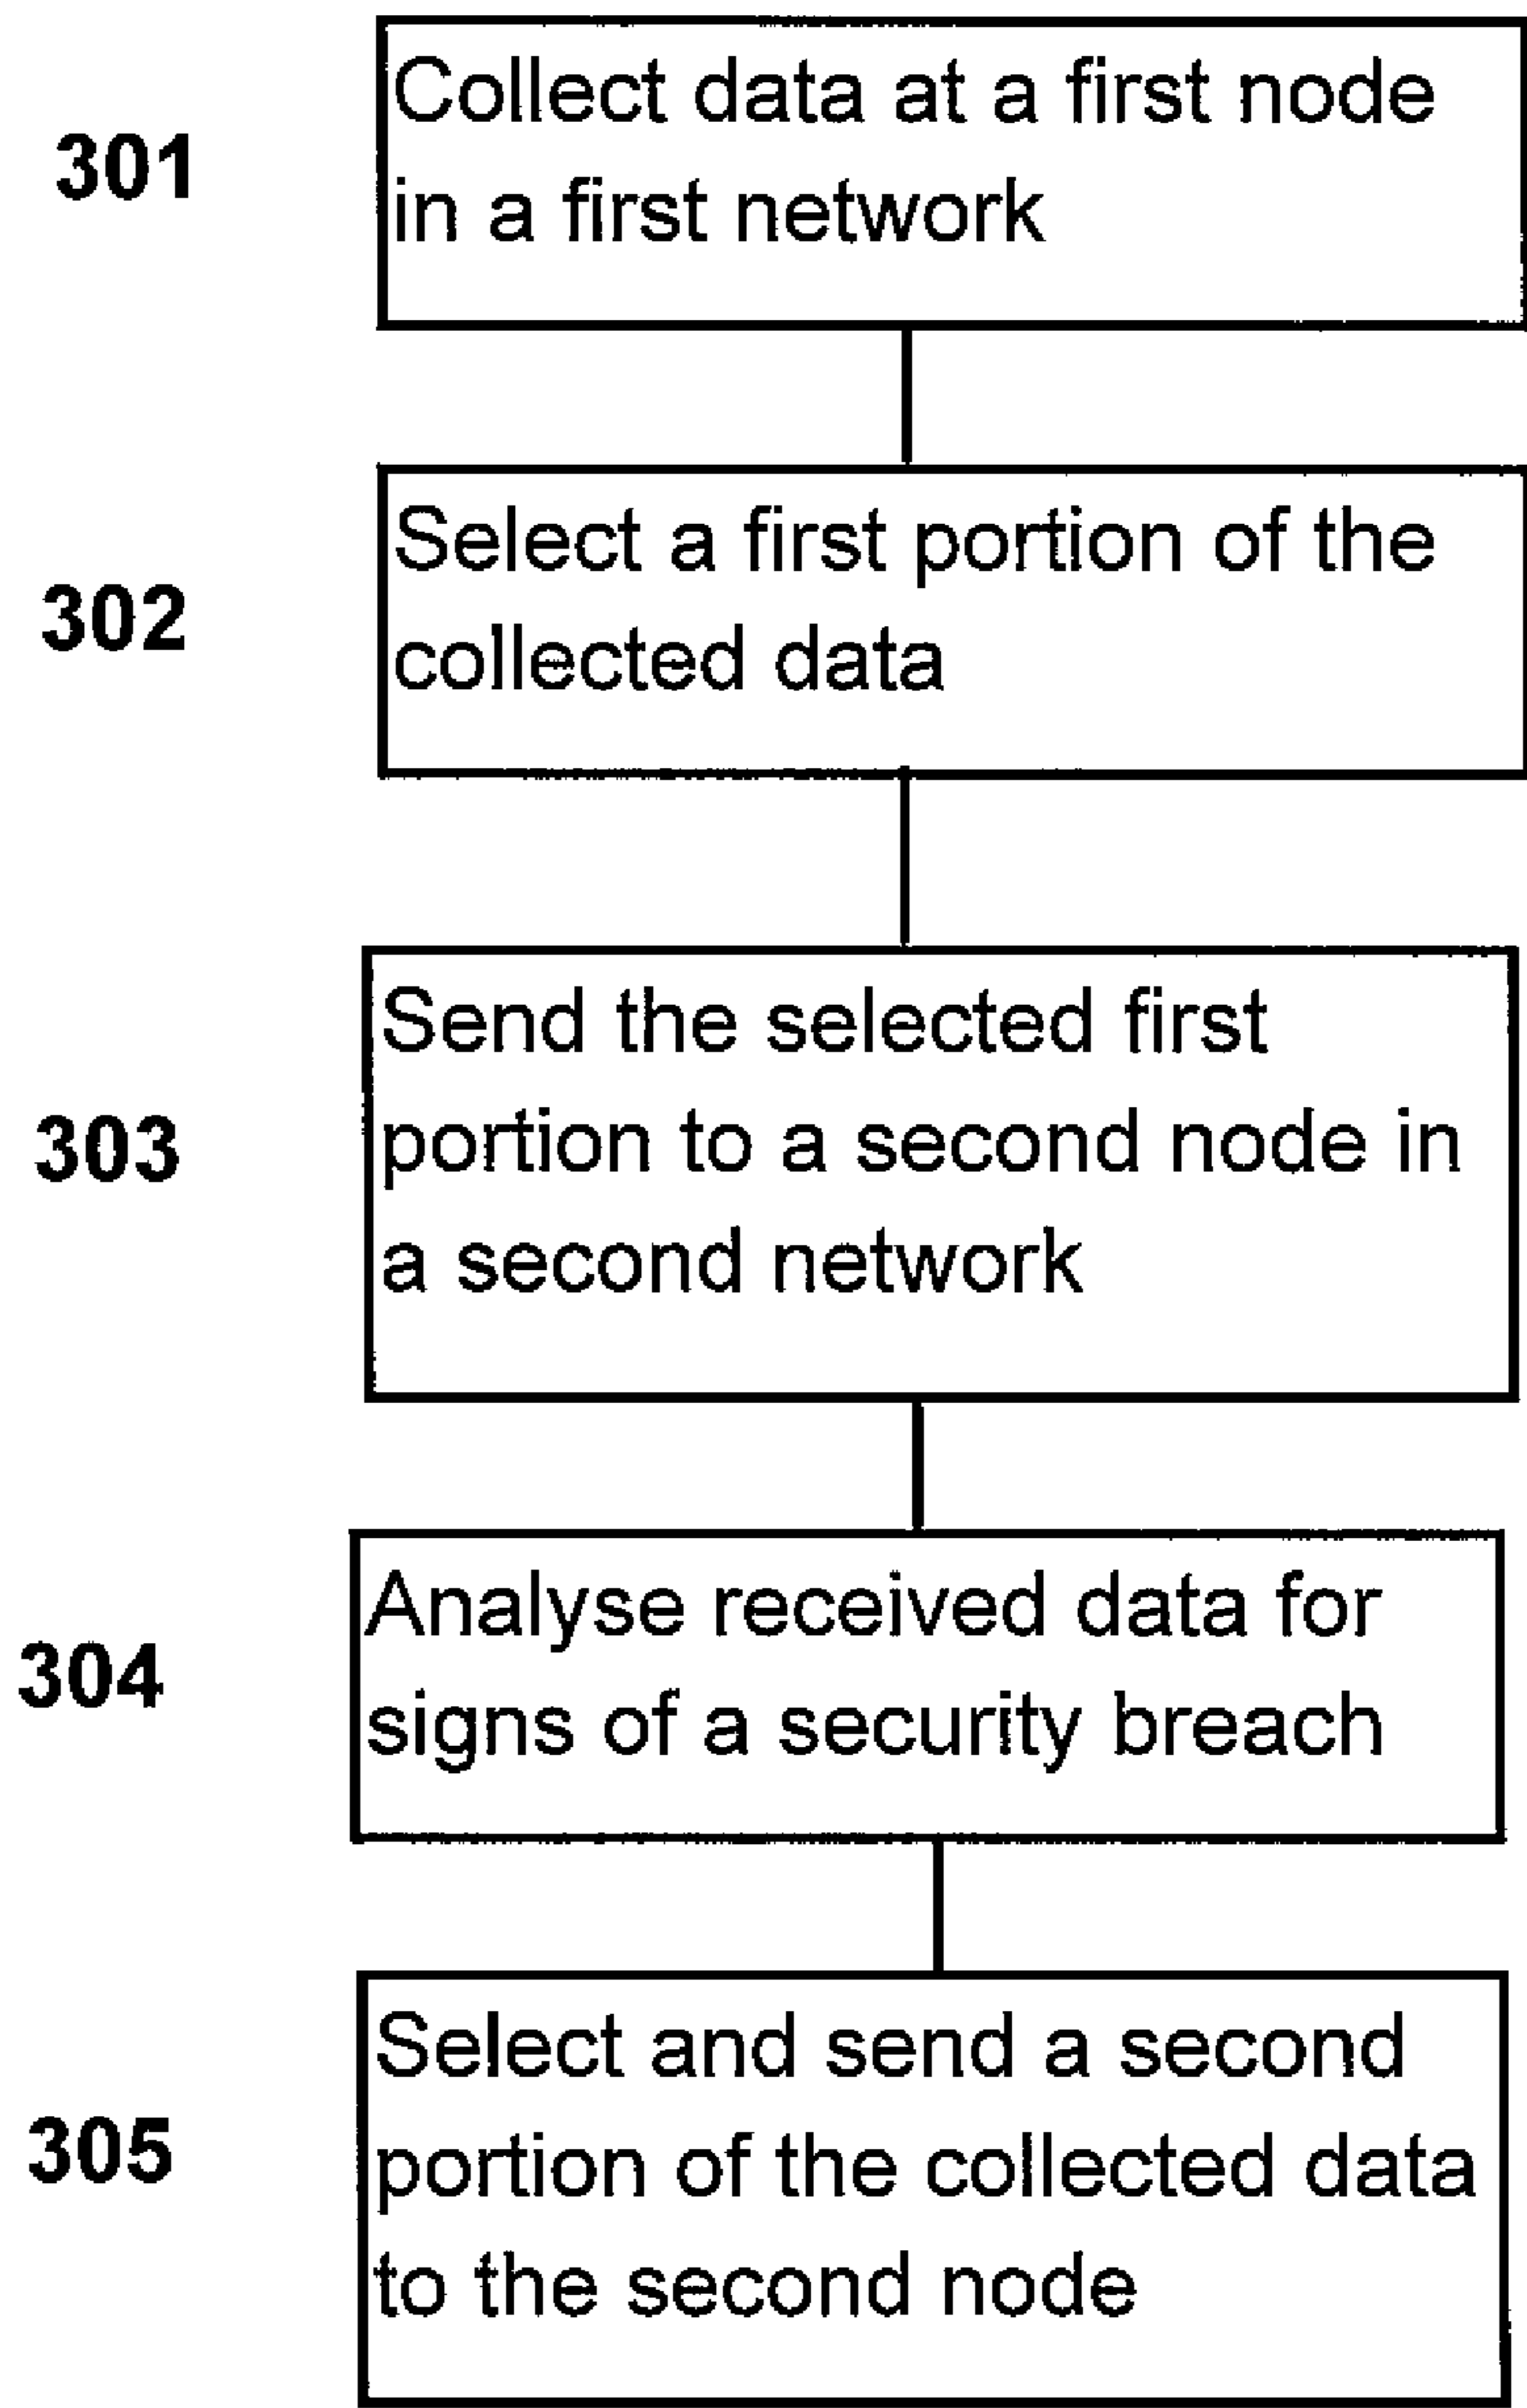 301
Collect data at a first node
in a first network
302
Select a first portion of the
collected data
303
Send the selected first
portion to a second node in
a second network
304
Analyse received data for
signs of a security breach
305
Select and send a second
portion of the collected data
to the second node